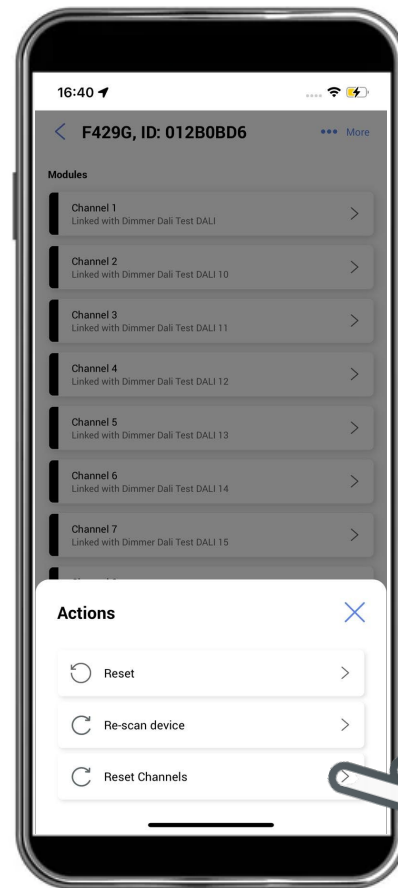 16:40
F429G, ID: 012B0BD6
More
Modules
Channel 1
Linked with Dimmer Dali Test DALI
Channel 2
Linked with Dimmer Dali Test DALI 10
Channel 3
Linked with Dimmer Dali Test DALI 11
Channel 4
Linked with Dimmer Dali Test DALI 12
Channel 5
Linked with Dimmer Dali Test DALI 13
Channel 6
Linked with Dimmer Dali Test DALI 14
Channel 7
Linked with Dimmer Dali Test DALI 15
Actions
Reset
Re-scan device
Reset Channels